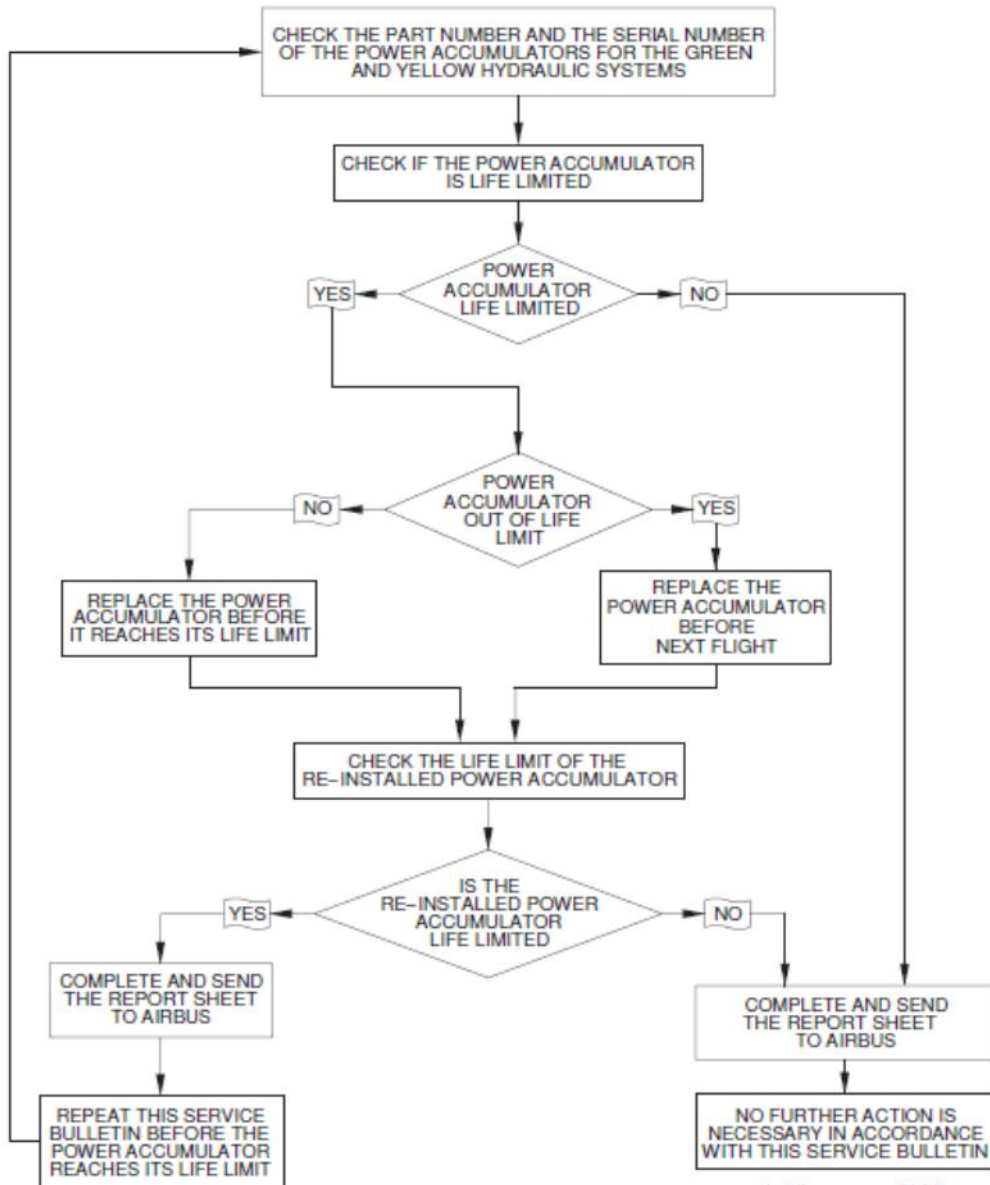 CHECK THE PART NUMBER AND THE SERIAL NUMBER
OF THE POWER ACCUMULATORS FOR THE GREEN
AND YELLOW HYDRAULIC SYSTEMS
CHECK IF THE POWER ACCUMULATOR
IS LIFE LIMITED
POWER
ACCUMULATOR
LIFE LIMITED
YES
NO
POWER
ACCUMULATOR
OUT OF LIFE
LIMIT
NO
YES
REPLACE THE POWER
ACCUMULATOR BEFORE
IT REACHES ITS LIFE LIMIT
REPLACE THE
POWER ACCUMULATOR
BEFORE
NEXT FLIGHT
CHECK THE LIFE LIMIT OF THE
RE-INSTALLED POWER ACCUMULATOR
IS THE
RE-INSTALLED POWER
ACCUMULATOR
LIFE LIMITED
YES
NO
COMPLETE AND SEND
THE REPORT SHEET
TO AIRBUS
COMPLETE AND SEND
THE REPORT SHEET
TO AIRBUS
REPEAT THIS SERVICE
BULLETIN BEFORE THE
POWER ACCUMULATOR
REACHES ITS LIFE LIMIT
NO FURTHER ACTION IS
NECESSARY IN ACCORDANCE
WITH THIS SERVICE BULLETIN